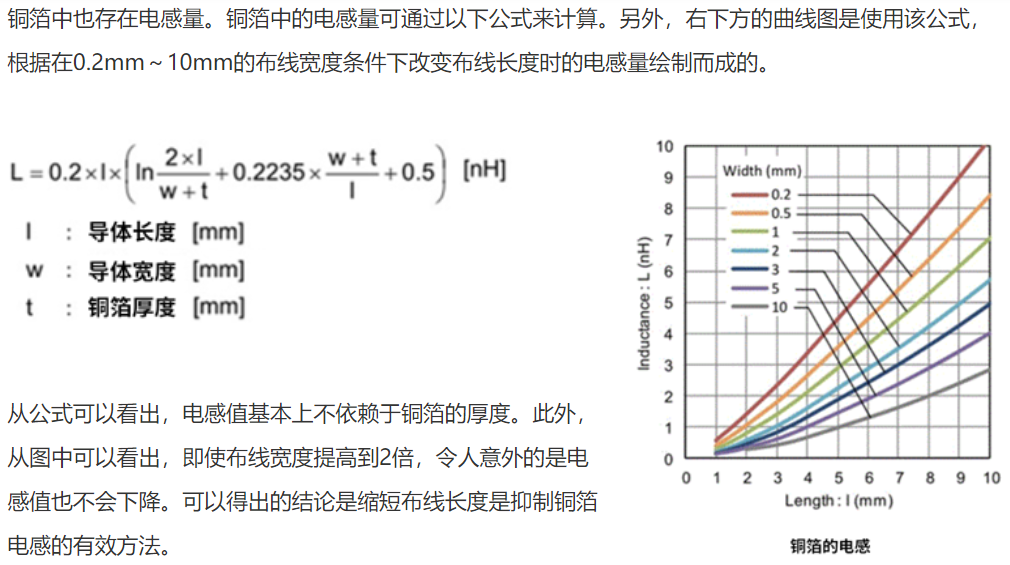 铜箔中也存在电感量。铜箔中的电感量可通过以下公式来计算。另外，右下方的曲线图是使用该公式，
根据在0.2mm～10mm的布线宽度条件下改变布线长度时的电感量绘制而成的。
L = 0.2×l×(ln (2×l)/(w+t) + 0.2235× (w+t)/l + 0.5) [nH]
l : 导体长度 [mm]
w : 导体宽度 [mm]
t : 铜箔厚度 [mm]
从公式可以看出，电感值基本上不依赖于铜箔的厚度。此外，
从图中可以看出，即使布线宽度提高到2倍，令人意外的是电
感值也不会下降。可以得出的结论是缩短布线长度是抑制铜箔
电感的有效方法。
Inductance : L (nH)
10
9
8
7
6
5
4
3
2
1
0
Width (mm)
0.2
0.5
1
2
3
5
10
0 1 2 3 4 5 6 7 8 9 10
Length : l (mm)
铜箔的电感